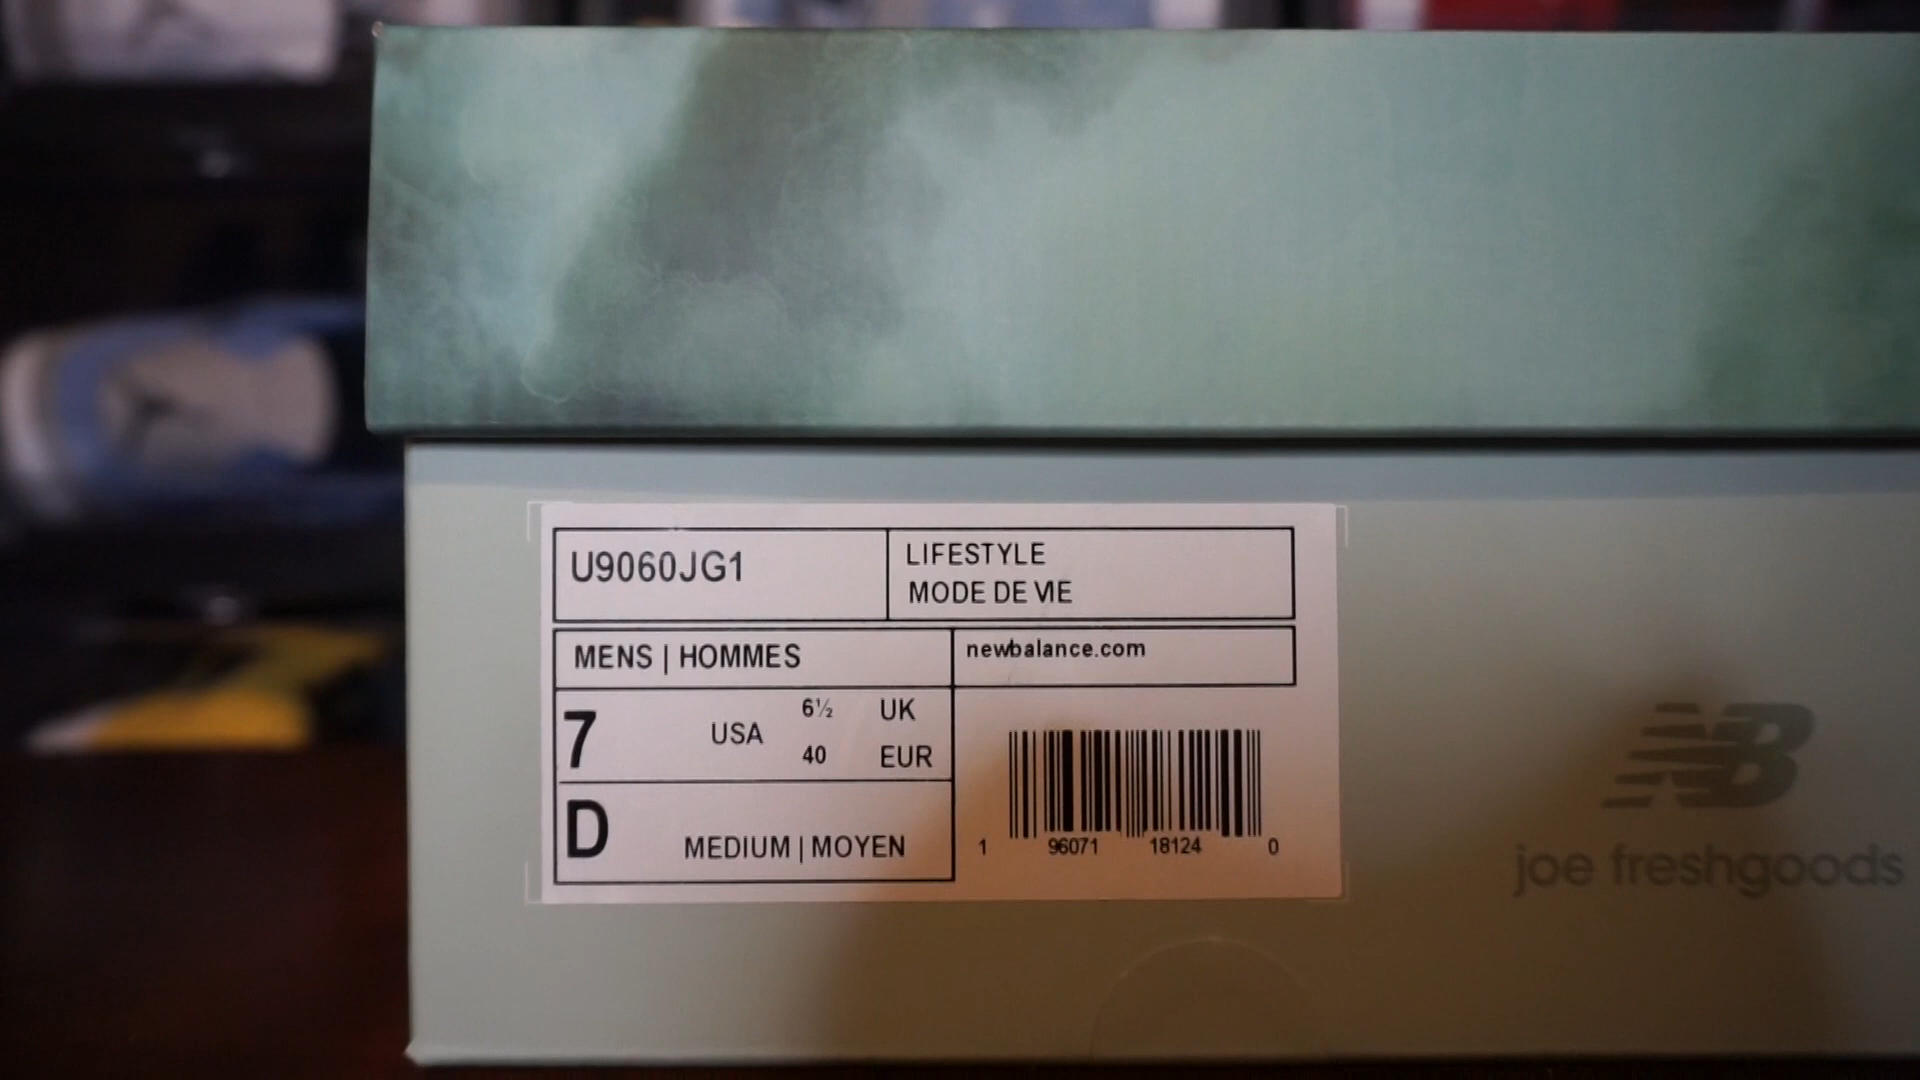 U9060JG1
LIFESTYLE
MODE DE VIE
MENS | HOMMES
newbalance.com
7 USA 6½ UK
40 EUR
D MEDIUM | MOYEN
1 96071 18124 0
NB
joe freshgoods